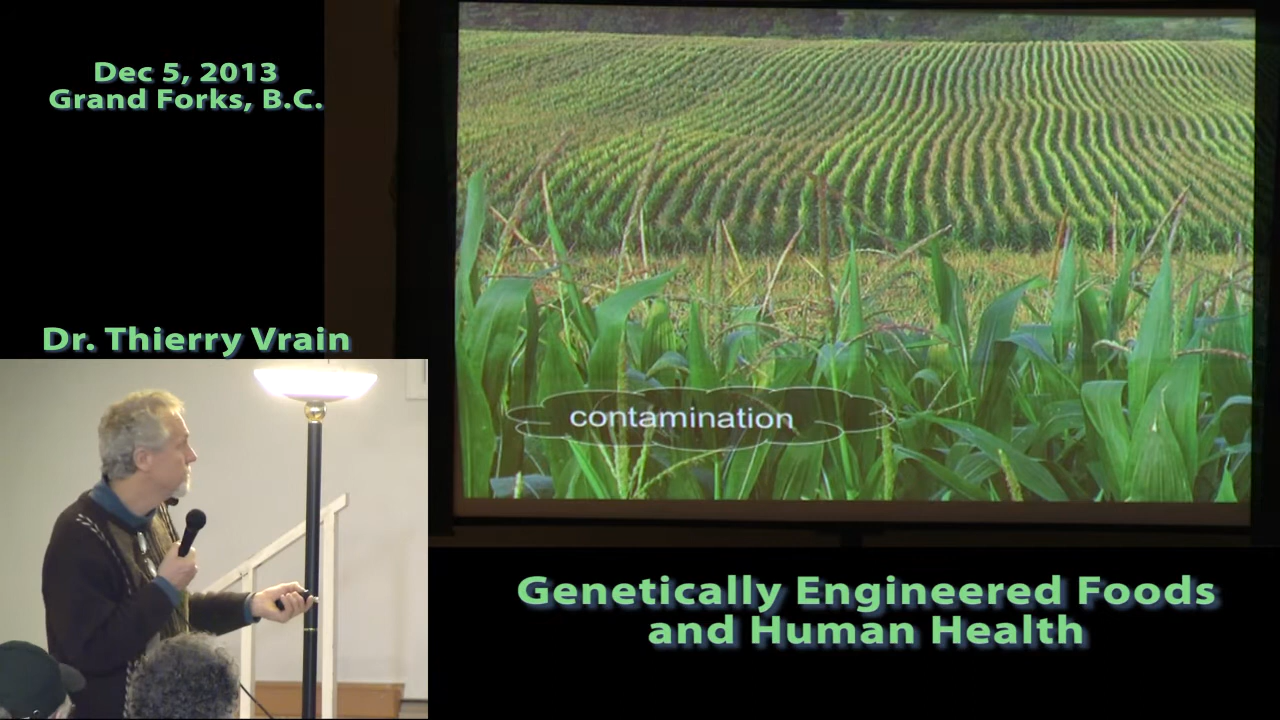 Dec 5, 2013
Grand Forks, B.C.
Dr. Thierry Vrain
contamination
Genetically Engineered Foods
and Human Health